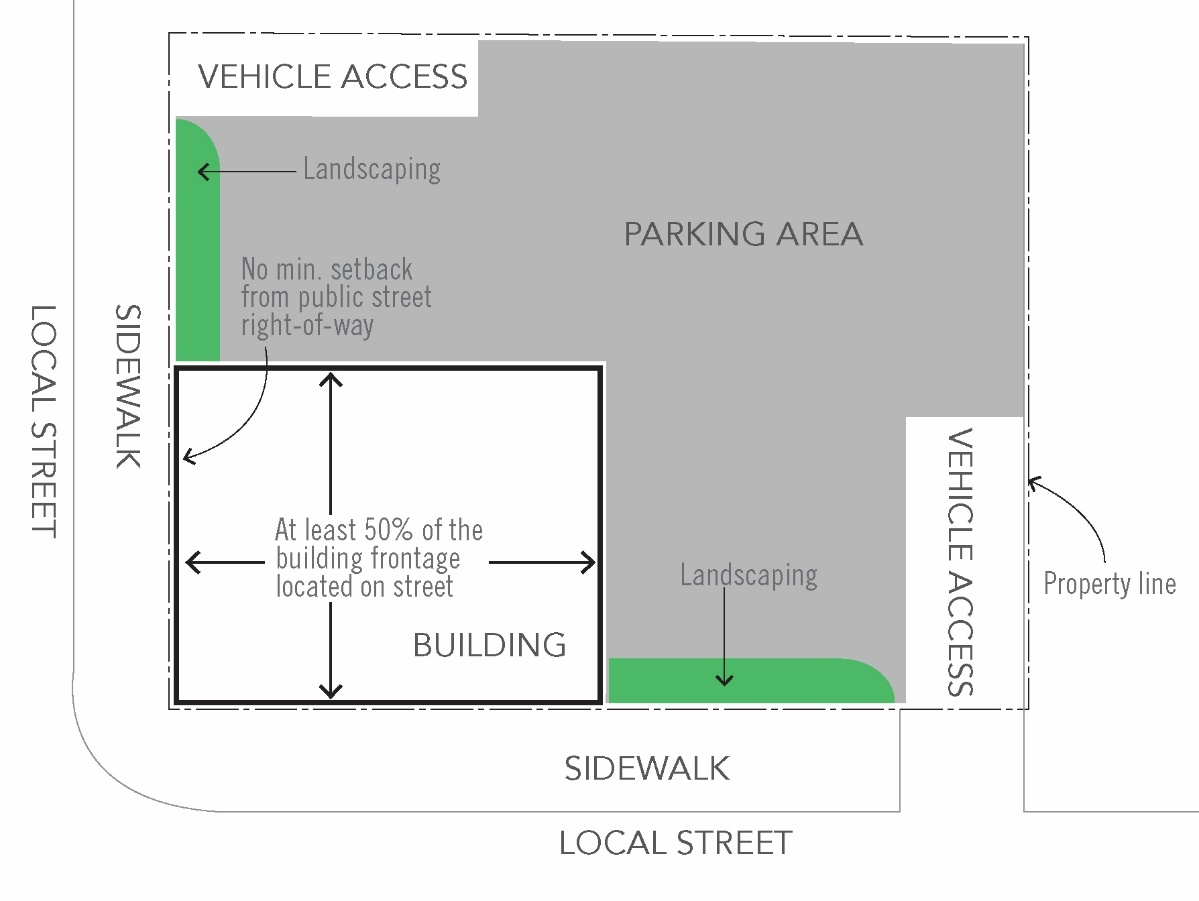 VEHICLE ACCESS
Landscaping
PARKING AREA
No min. setback
from public street
right-of-way
LOCAL STREET
SIDEWALK
At least 50% of the
building frontage
located on street
BUILDING
Landscaping
VEHICLE ACCESS
Property line
SIDEWALK
LOCAL STREET